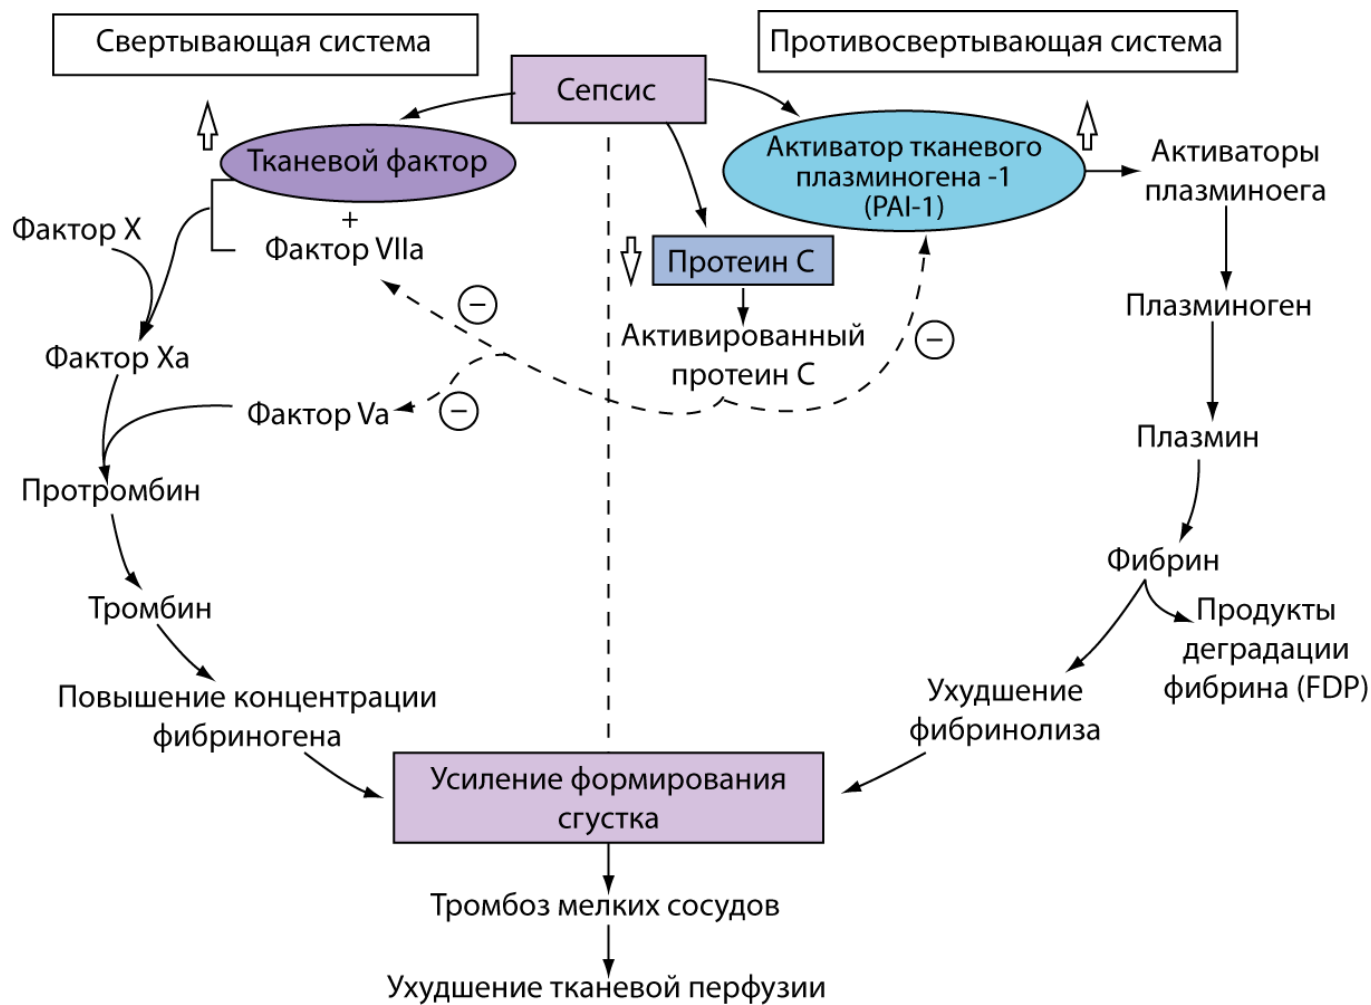 Свертывающая система
Противосвертывающая система
Сепсис
Тканевой фактор
+
Фактор VIIa
Фактор X
Фактор Xa
Фактор Va
Протромбин
Тромбин
Повышение концентрации
фибриногена
Протеин С
Активированный
протеин С
−
−
−
Активатор тканевого
плазминогена -1
(PAI-1)
Активаторы
плазминоега
Плазминоген
Плазмин
Фибрин
Продукты
деградации
фибрина (FDP)
Ухудшение
фибринолиза
Усиление формирования
сгустка
Тромбоз мелких сосудов
Ухудшение тканевой перфузии